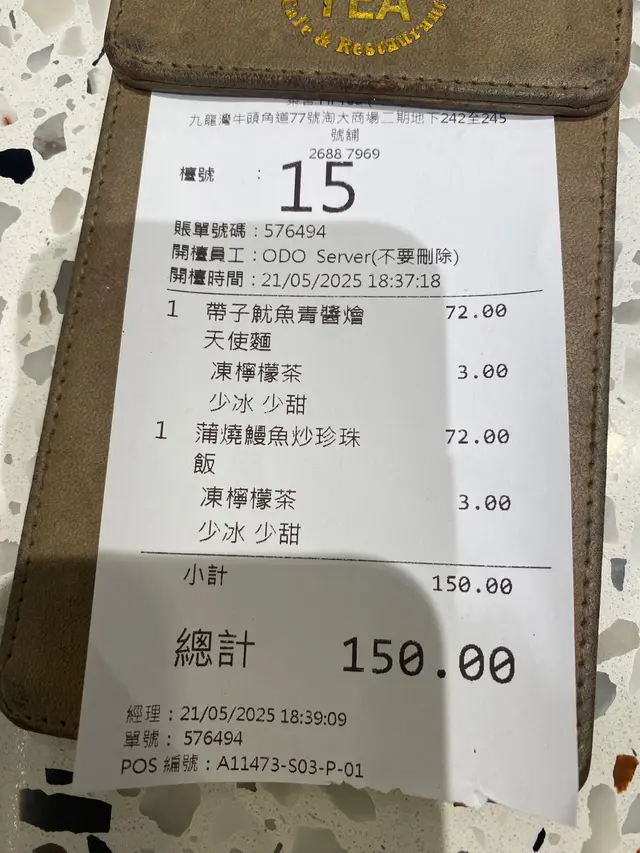 TEA
Cafe & Restaurant
九龍灣牛頭角道77號淘大商場二期地下242至245
號舖
2688 7969
檯號 : 15
賬單號碼：576494
開檯員工：ODO Server(不要刪除)
開檯時間：21/05/2025 18:37:18
1 帶子魷魚青醬燴 72.00
天使麵
凍檸檬茶 3.00
少冰 少甜
1 蒲燒鰻魚炒珍珠 72.00
飯
凍檸檬茶 3.00
少冰 少甜
小計 150.00
總計 150.00
經理：21/05/2025 18:39:09
單號： 576494
POS 編號：A11473-S03-P-01